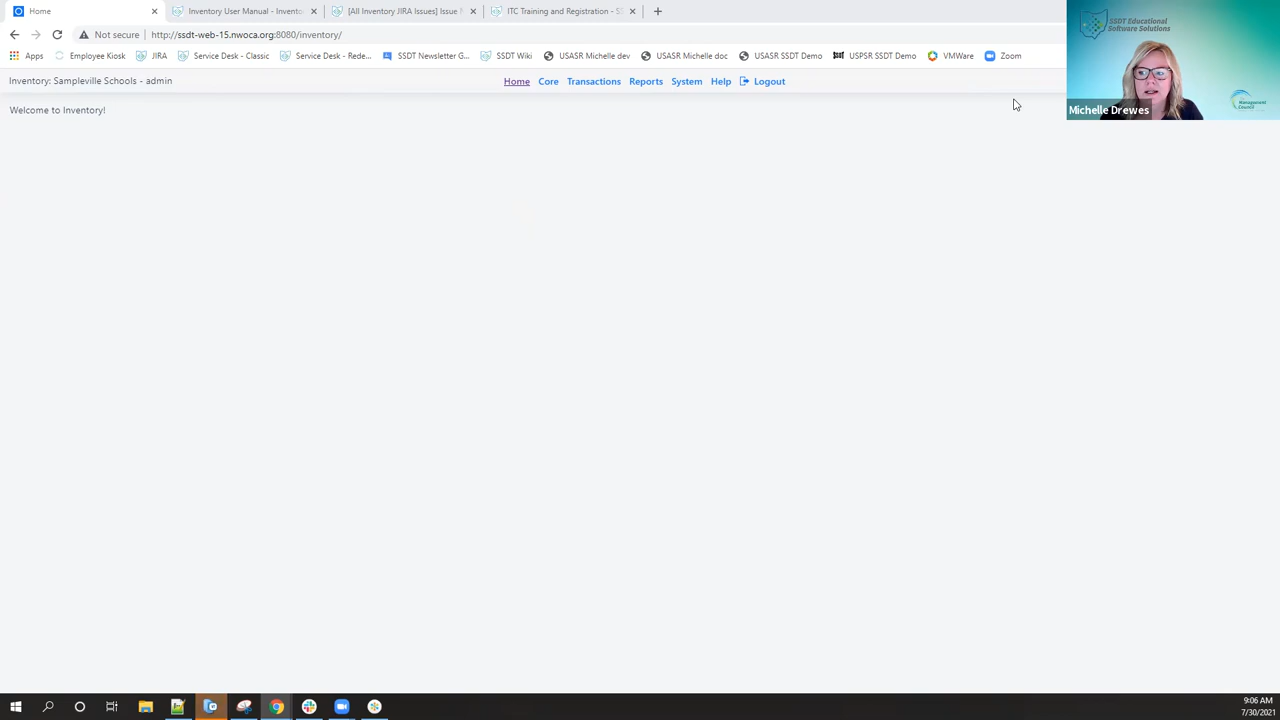 Home
Inventory User Manual - Invento
[All Inventory JIRA Issues] Issue
ITC Training and Registration - SS
Not secure
http://ssdt-web-15.nwoca.org:8080/inventory/
Apps
Employee Kiosk
JIRA
Service Desk - Classic
Service Desk - Rede...
SSDT Newsletter G...
SSDT Wiki
USASR Michelle dev
USASR Michelle doc
USASR SSDT Demo
USPSR SSDT Demo
VMWare
Zoom
Inventory: Sampleville Schools - admin
Home Core Transactions Reports System Help Logout
Welcome to Inventory!
SSDT Educational
Software Solutions
Management
Council
Michelle Drewes
9:06 AM
7/30/2021